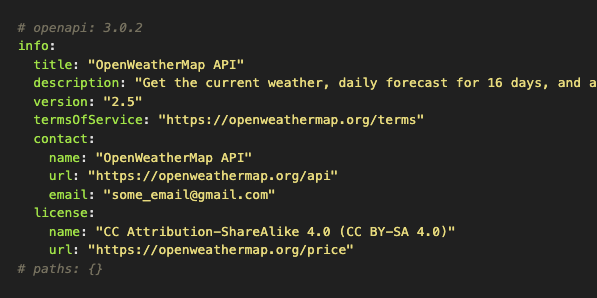 # openapi: 3.0.2
info:
  title: "OpenWeatherMap API"
  description: "Get the current weather, daily forecast for 16 days, and a
  version: "2.5"
  termsOfService: "https://openweathermap.org/terms"
  contact:
    name: "OpenWeatherMap API"
    url: "https://openweathermap.org/api"
    email: "some_email@gmail.com"
  license:
    name: "CC Attribution-ShareAlike 4.0 (CC BY-SA 4.0)"
    url: "https://openweathermap.org/price"
# paths: {}